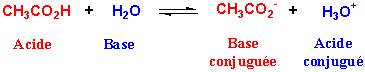 CH₃CO₂H + H₂O ⇌ CH₃CO₂⁻ + H₃O⁺
Acide Base Base conjuguée Acide conjugué